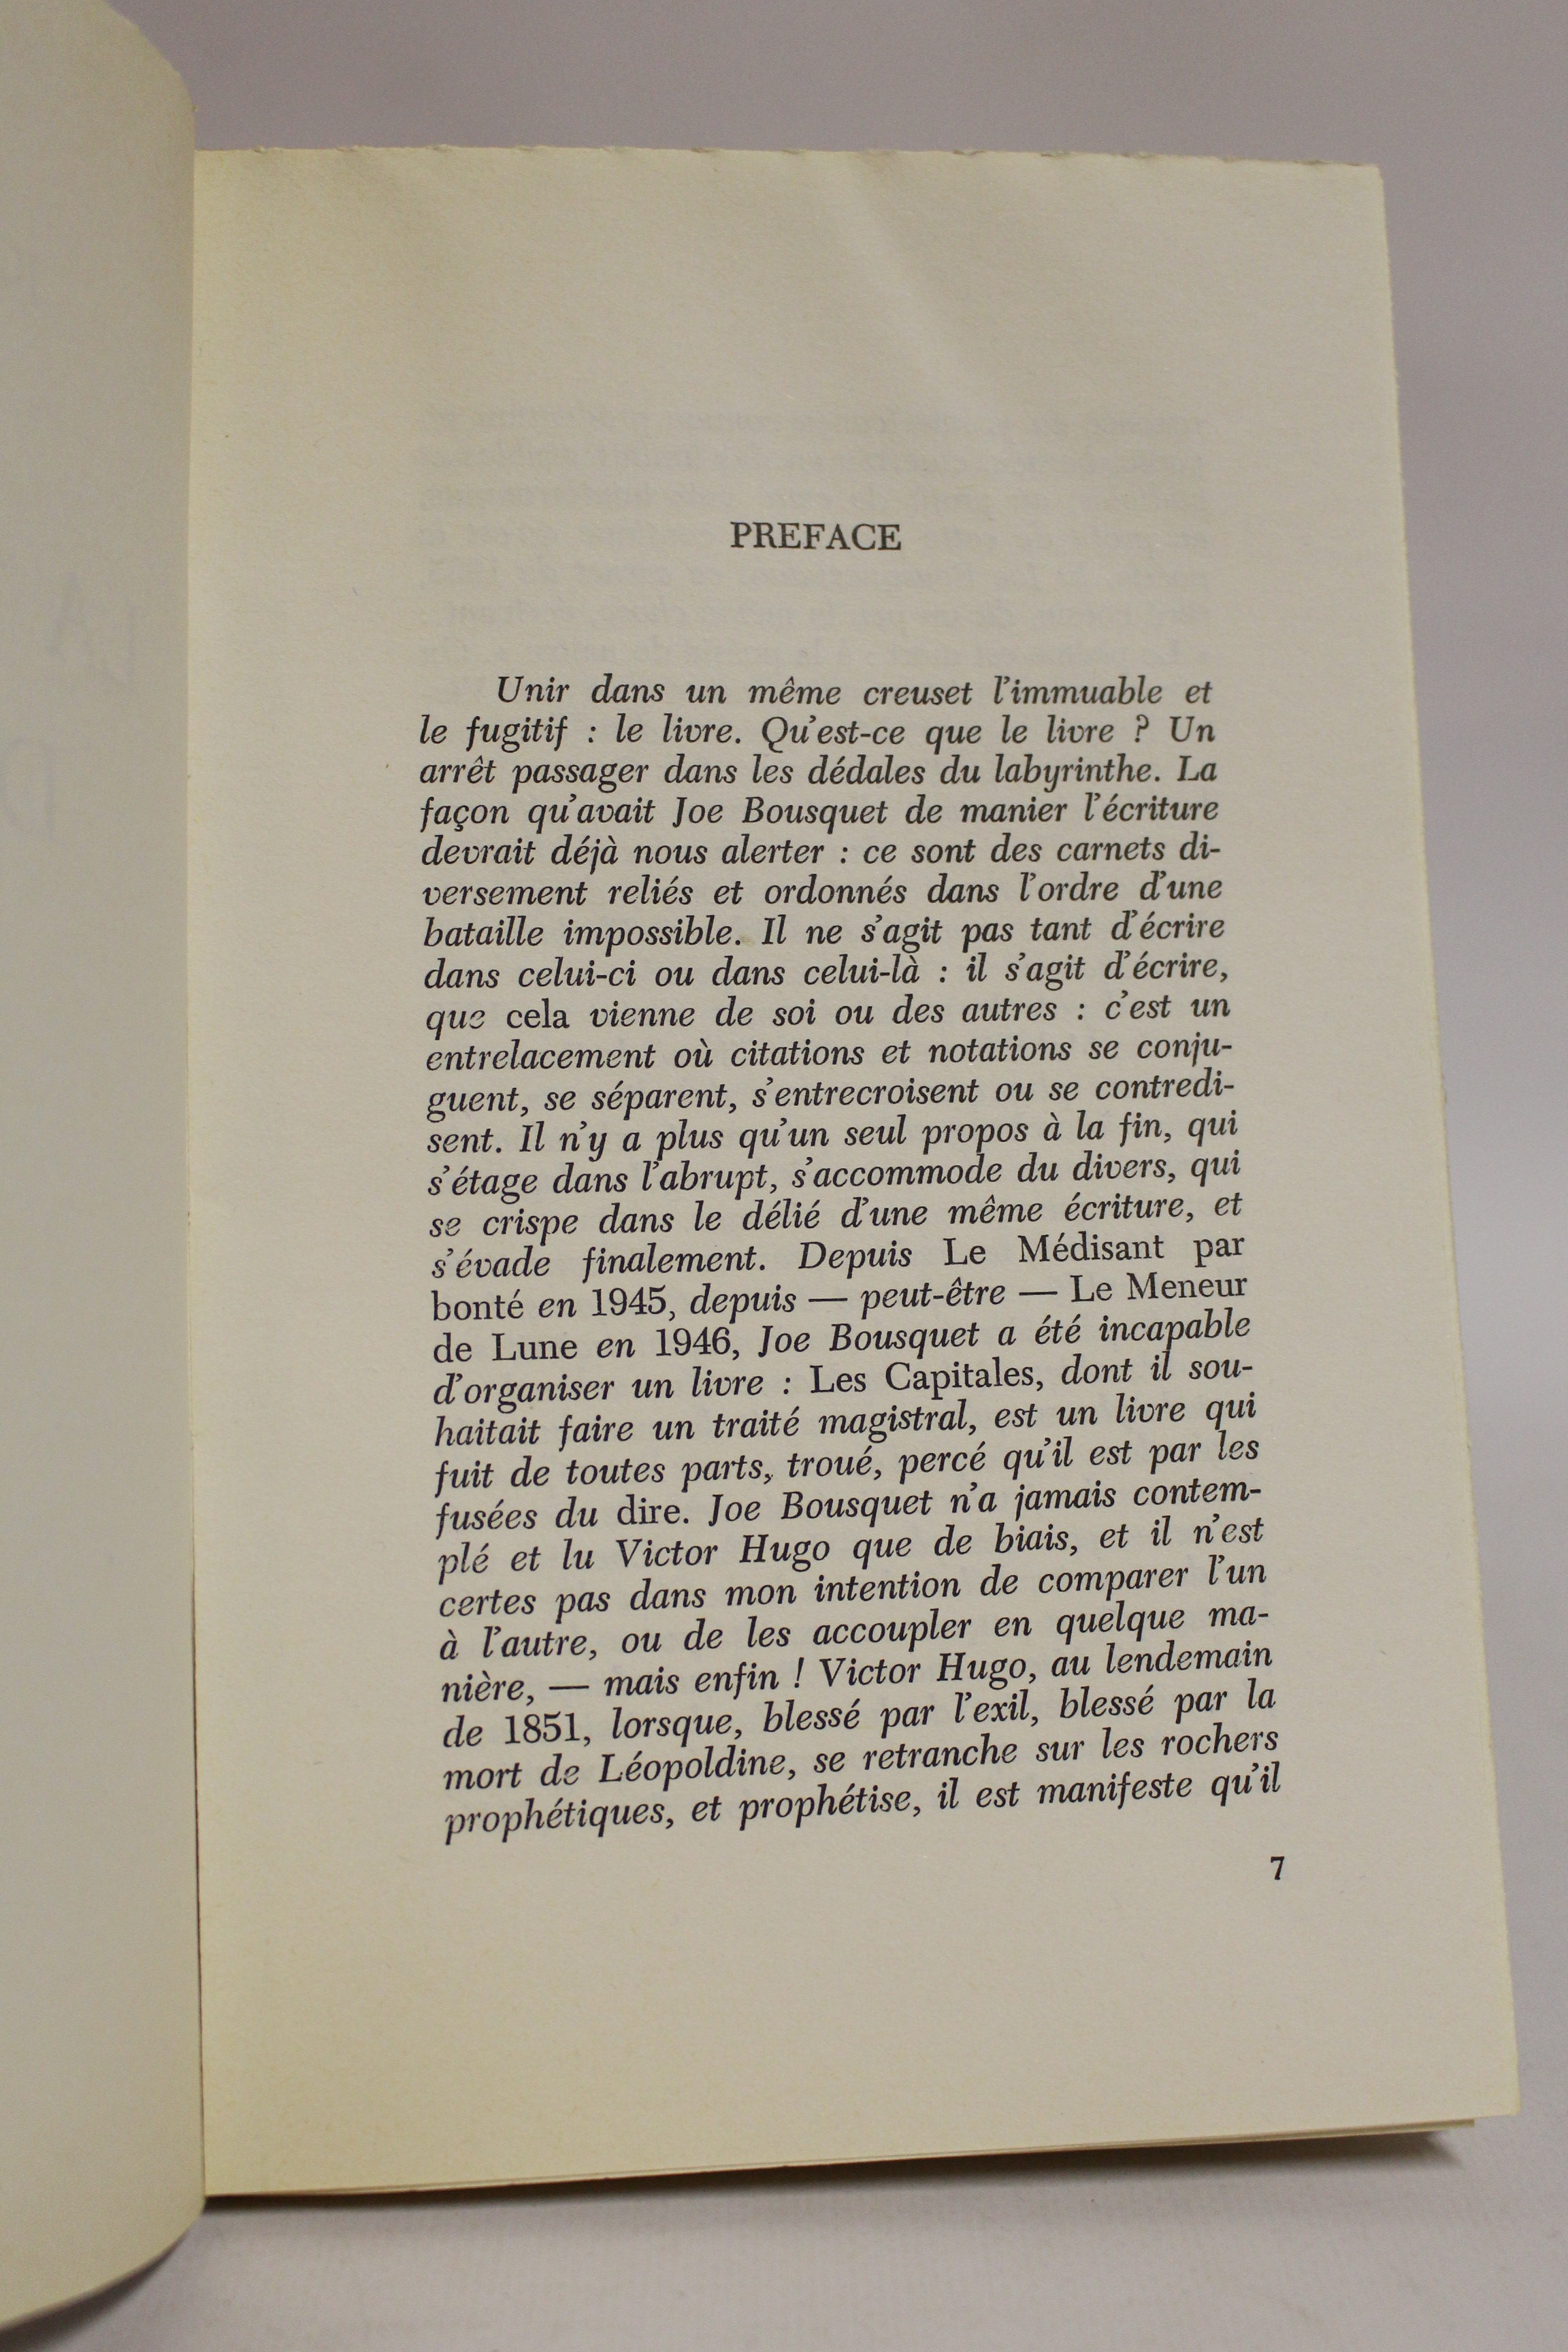 PREFACE
Unir dans un même creuset l'immuable et
le fugitif : le livre. Qu'est-ce que le livre ? Un
arrêt passager dans les dédales du labyrinthe. La
façon qu'avait Joe Bousquet de manier l'écriture
devrait déjà nous alerter : ce sont des carnets di-
versement reliés et ordonnés dans l'ordre d'une
bataille impossible. Il ne s'agit pas tant d'écrire
dans celui-ci ou dans celui-là : il s'agit d'écrire,
que cela vienne de soi ou des autres : c'est un
entrelacement où citations et notations se conju-
guent, se séparent, s'entrecroisent ou se contredi-
sent. Il n'y a plus qu'un seul propos à la fin, qui
s'étage dans l'abrupt, s'accommode du divers, qui
se crispe dans le délié d'une même écriture, et
s'évade finalement. Depuis Le Médisant par
bonté en 1945, depuis — peut-être — Le Meneur
de Lune en 1946, Joe Bousquet a été incapable
d'organiser un livre : Les Capitales, dont il sou-
haitait faire un traité magistral, est un livre qui
fuit de toutes parts, troué, percé qu'il est par les
fusées du dire. Joe Bousquet n'a jamais contem-
plé et lu Victor Hugo que de biais, et il n'est
certes pas dans mon intention de comparer l'un
à l'autre, ou de les accoupler en quelque ma-
nière, — mais enfin ! Victor Hugo, au lendemain
de 1851, lorsque, blessé par l'exil, blessé par la
mort de Léopoldine, se retranche sur les rochers
prophétiques, et prophétise, il est manifeste qu'il
7